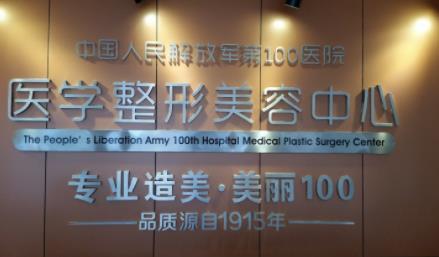 中国人民解放军第100医院
医学整形美容中心
The People's Liberation Army 100th Hospital Medical Plastic Surgery Center
专业造美·美丽100
品质源自1915年